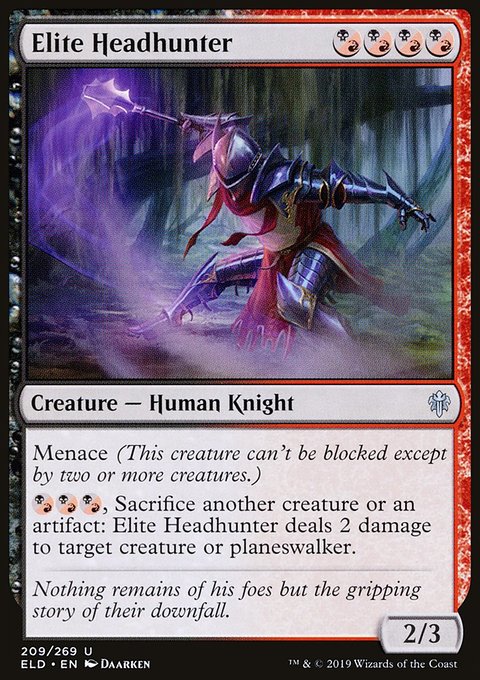 Elite Headhunter
Creature — Human Knight
Menace (This creature can't be blocked except
by two or more creatures.)
, Sacrifice another creature or an
artifact: Elite Headhunter deals 2 damage
to target creature or planeswalker.
Nothing remains of his foes but the gripping
story of their downfall.
2/3
209/269 U
ELD • EN Daarken
™ & © 2019 Wizards of the Coast